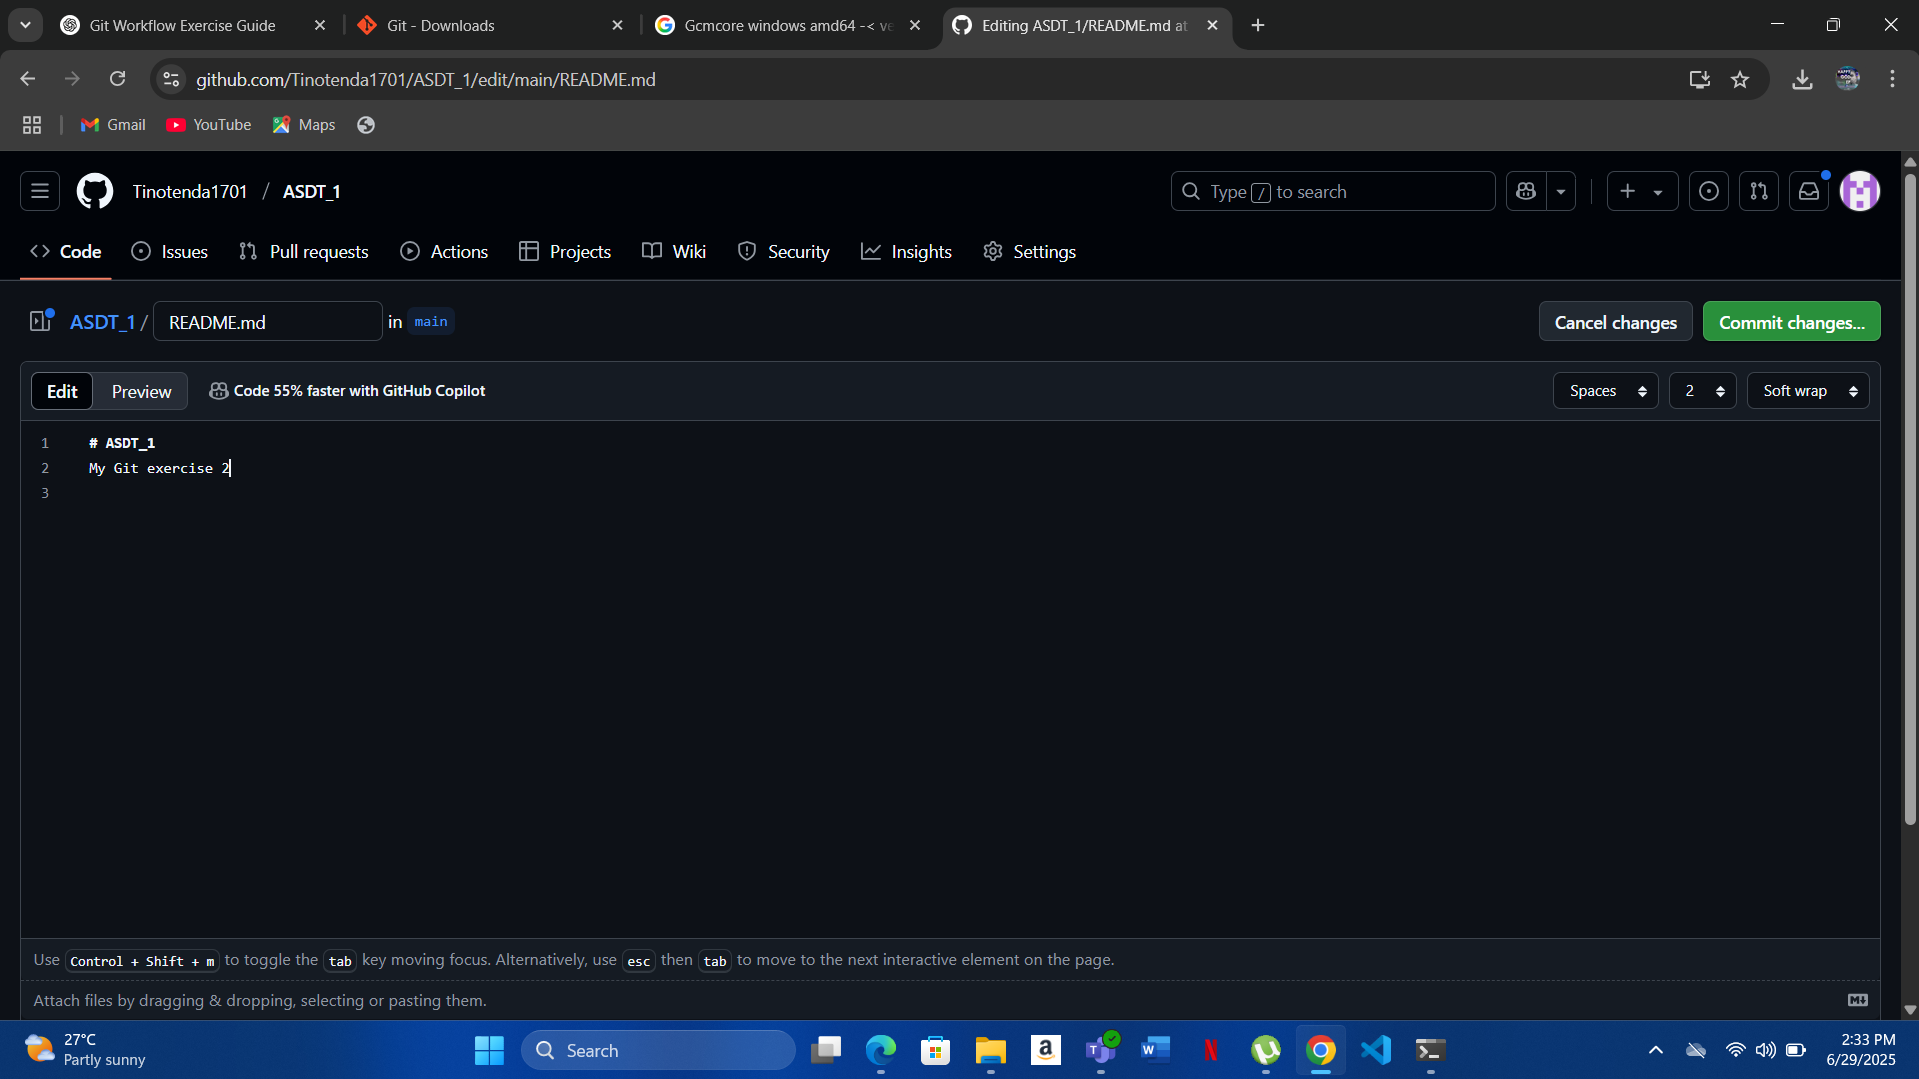 Git Workflow Exercise Guide
Git - Downloads
Gcmcore windows amd64 -< ve
Editing ASDT_1/README.md at
github.com/Tinotenda1701/ASDT_1/edit/main/README.md
Gmail
YouTube
Maps
Tinotenda1701 / ASDT_1
Type / to search
Code
Issues
Pull requests
Actions
Projects
Wiki
Security
Insights
Settings
ASDT_1 / README.md in main
Cancel changes
Commit changes...
Edit
Preview
Code 55% faster with GitHub Copilot
Spaces
2
Soft wrap
1 # ASDT_1
2 My Git exercise 2
3
Use Control + Shift + m to toggle the tab key moving focus. Alternatively, use esc then tab to move to the next interactive element on the page.
Attach files by dragging & dropping, selecting or pasting them.
27°C
Partly sunny
Search
2:33 PM
6/29/2025